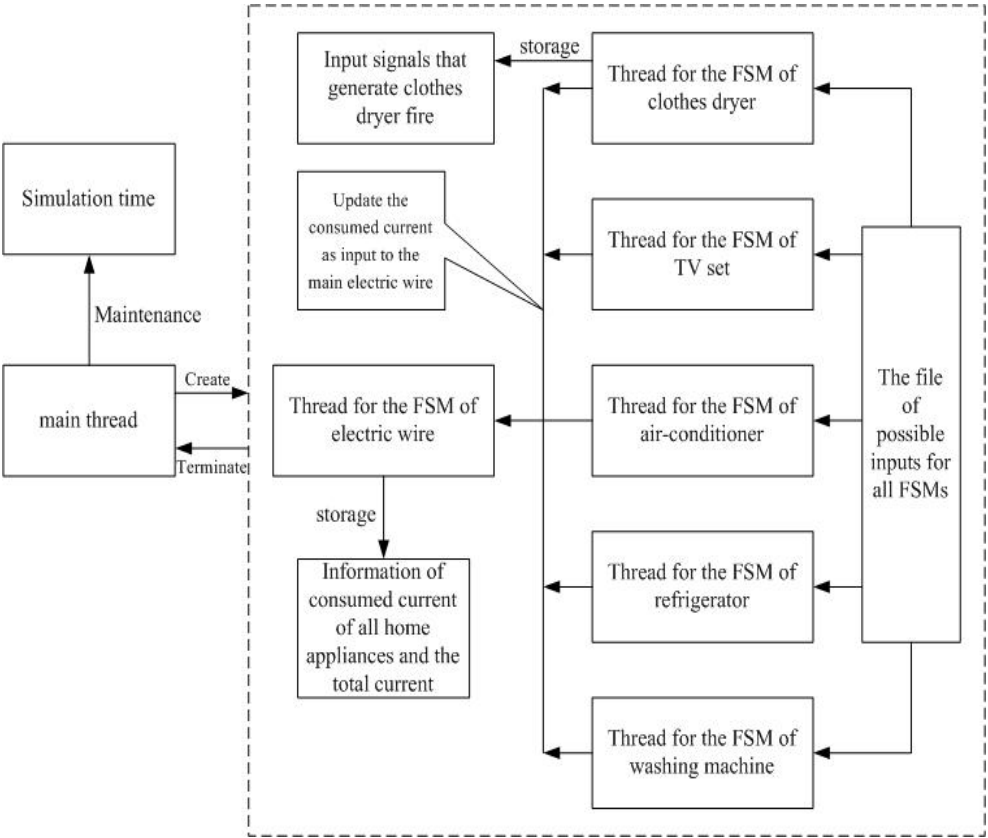 Simulation time
Maintenance
main thread
Create
Terminate
Input signals that
generate clothes
dryer fire
storage
Thread for the FSM of
clothes dryer
Update the
consumed current
as input to the
main electric wire
Thread for the FSM of
TV set
Thread for the FSM of
electric wire
Thread for the FSM of
air-conditioner
The file
of
possible
inputs for
all FSMs
storage
Information of
consumed current
of all home
appliances and the
total current
Thread for the FSM of
refrigerator
Thread for the FSM of
washing machine